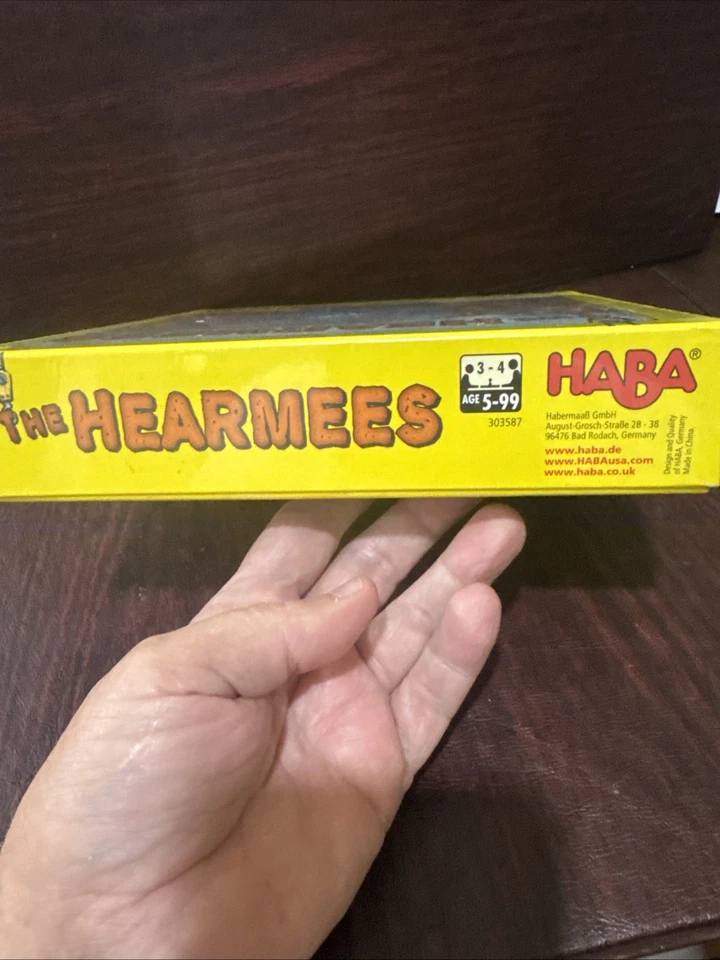 THE HEARMEES
3 - 4
AGE 5-99
303587
HABA®
Habermaaß GmbH
August-Grosch-Straße 28 - 38
96476 Bad Rodach, Germany
www.haba.de
www.HABAusa.com
www.haba.co.uk
Design and Quality
of HABA, Germany
Made in China.